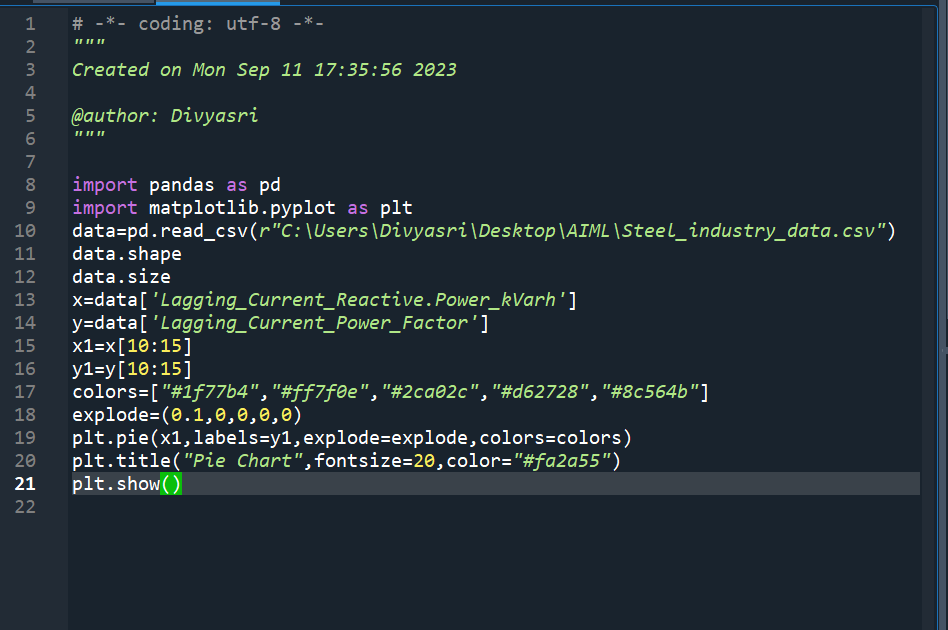 1 # -*- coding: utf-8 -*-
2 """
3 Created on Mon Sep 11 17:35:56 2023
4
5 @author: Divyasri
6 """
7
8 import pandas as pd
9 import matplotlib.pyplot as plt
10 data=pd.read_csv(r"C:\Users\Divyasri\Desktop\AIML\Steel_industry_data.csv")
11 data.shape
12 data.size
13 x=data['Lagging_Current_Reactive.Power_kVarh']
14 y=data['Lagging_Current_Power_Factor']
15 x1=x[10:15]
16 y1=y[10:15]
17 colors=["#1f77b4","#ff7f0e","#2ca02c","#d62728","#8c564b"]
18 explode=(0.1,0,0,0,0)
19 plt.pie(x1,labels=y1,explode=explode,colors=colors)
20 plt.title("Pie Chart",fontsize=20,color="#fa2a55")
21 plt.show()
22